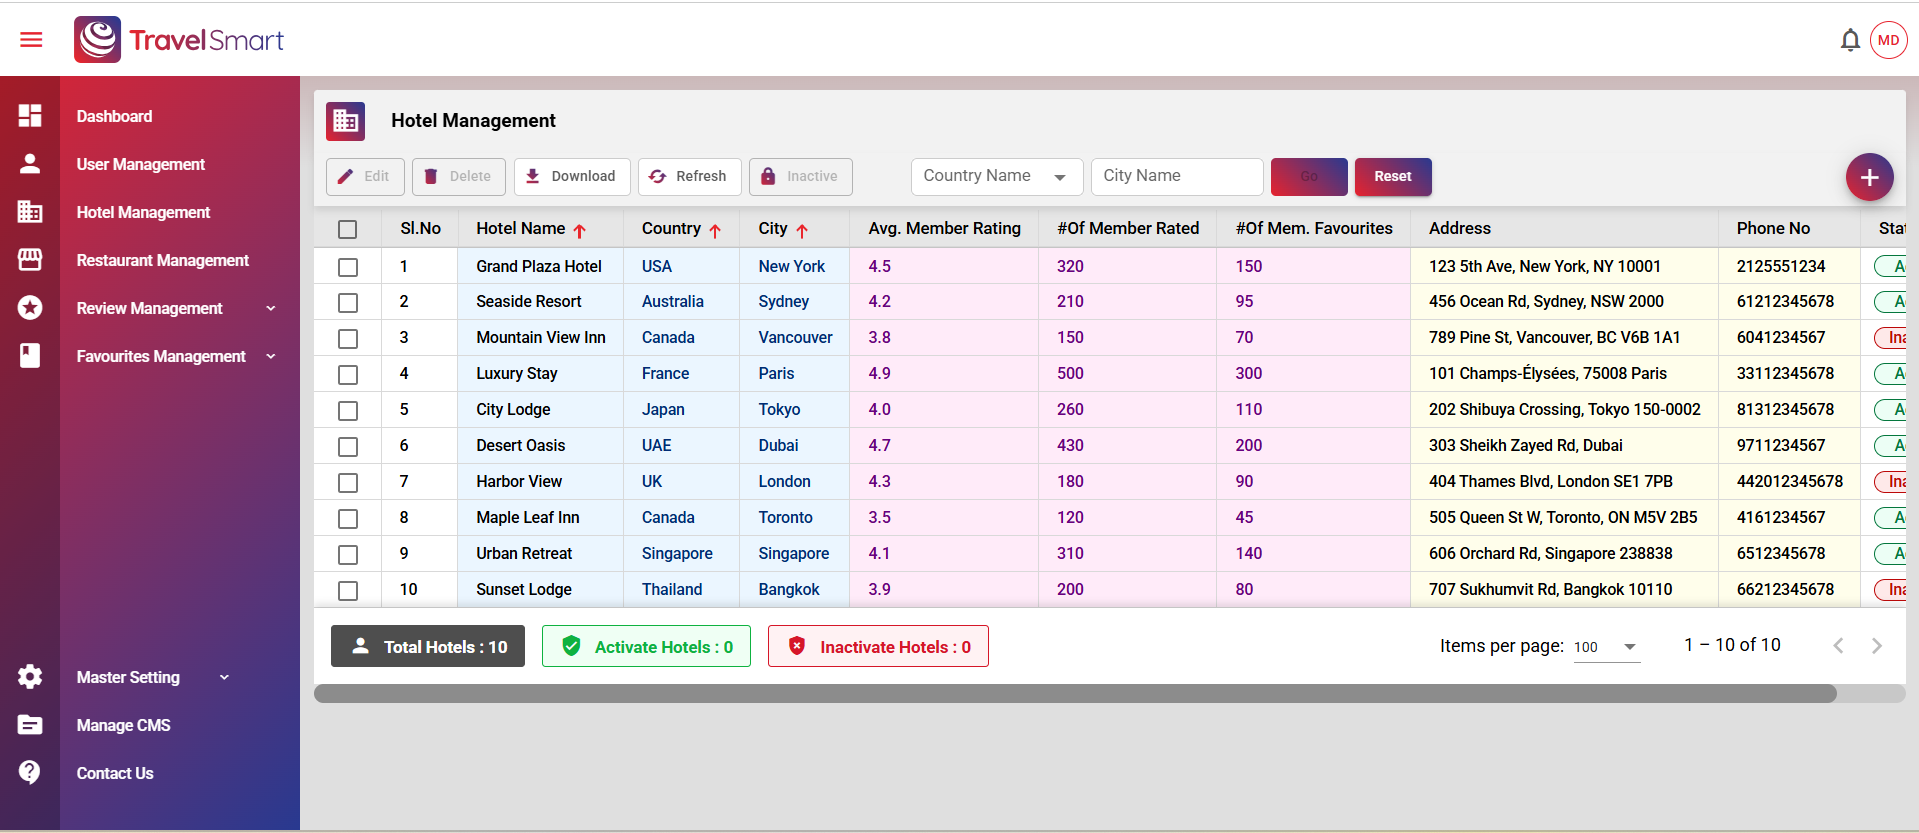 TravelSmart
MD
Dashboard
User Management
Hotel Management
Restaurant Management
Review Management
Favourites Management
Master Setting
Manage CMS
Contact Us
Hotel Management
Edit Delete Download Refresh Inactive Country Name City Name Go Reset
Sl.No Hotel Name Country City Avg. Member Rating #Of Member Rated #Of Mem. Favourites Address Phone No
1 Grand Plaza Hotel USA New York 4.5 320 150 123 5th Ave, New York, NY 10001 2125551234
2 Seaside Resort Australia Sydney 4.2 210 95 456 Ocean Rd, Sydney, NSW 2000 61212345678
3 Mountain View Inn Canada Vancouver 3.8 150 70 789 Pine St, Vancouver, BC V6B 1A1 6041234567
4 Luxury Stay France Paris 4.9 500 300 101 Champs-Élysées, 75008 Paris 33112345678
5 City Lodge Japan Tokyo 4.0 260 110 202 Shibuya Crossing, Tokyo 150-0002 81312345678
6 Desert Oasis UAE Dubai 4.7 430 200 303 Sheikh Zayed Rd, Dubai 9711234567
7 Harbor View UK London 4.3 180 90 404 Thames Blvd, London SE1 7PB 442012345678
8 Maple Leaf Inn Canada Toronto 3.5 120 45 505 Queen St W, Toronto, ON M5V 2B5 4161234567
9 Urban Retreat Singapore Singapore 4.1 310 140 606 Orchard Rd, Singapore 238838 6512345678
10 Sunset Lodge Thailand Bangkok 3.9 200 80 707 Sukhumvit Rd, Bangkok 10110 66212345678
Total Hotels : 10 Activate Hotels : 0 Inactivate Hotels : 0 Items per page: 100 1 – 10 of 10